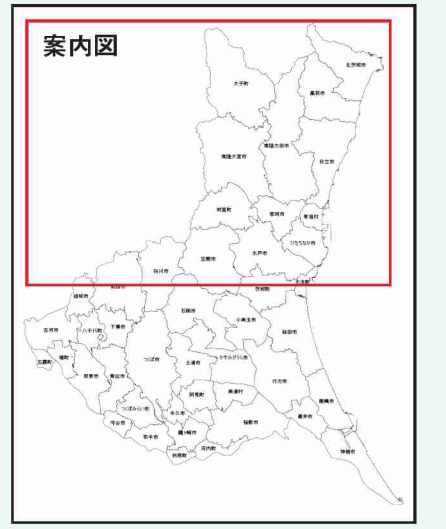 案内図
北茨城市
大子町
高萩市
常陸太田市
常陸大宮市
日立市
城里町
那珂市
東海村
ひたちなか市
水戸市
笠間市
桜川市
茨城町
結城市
石岡市
小美玉市
鉾田市
古河市
八千代町
下妻市
つくば市
土浦市
かすみがうら市
五霞町
境町
坂東市
常総市
行方市
阿見町
美浦村
鹿嶋市
つくばみらい市
牛久市
稲敷市
潮来市
守谷市
取手市
龍ヶ崎市
利根町
河内町
神栖市